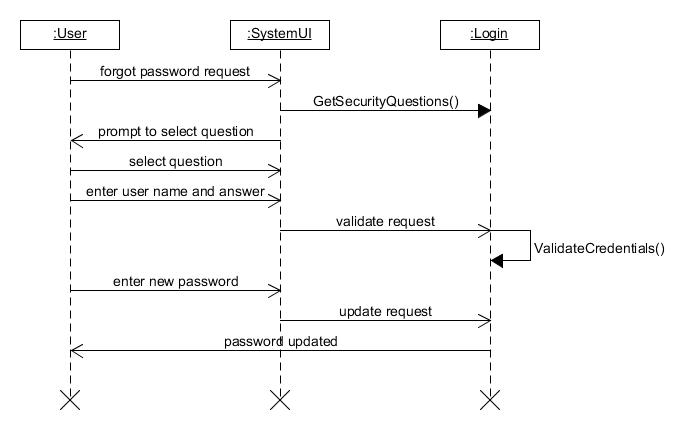 :User
:SystemUI
:Login
forgot password request
GetSecurityQuestions()
prompt to select question
select question
enter user name and answer
validate request
ValidateCredentials()
enter new password
update request
password updated